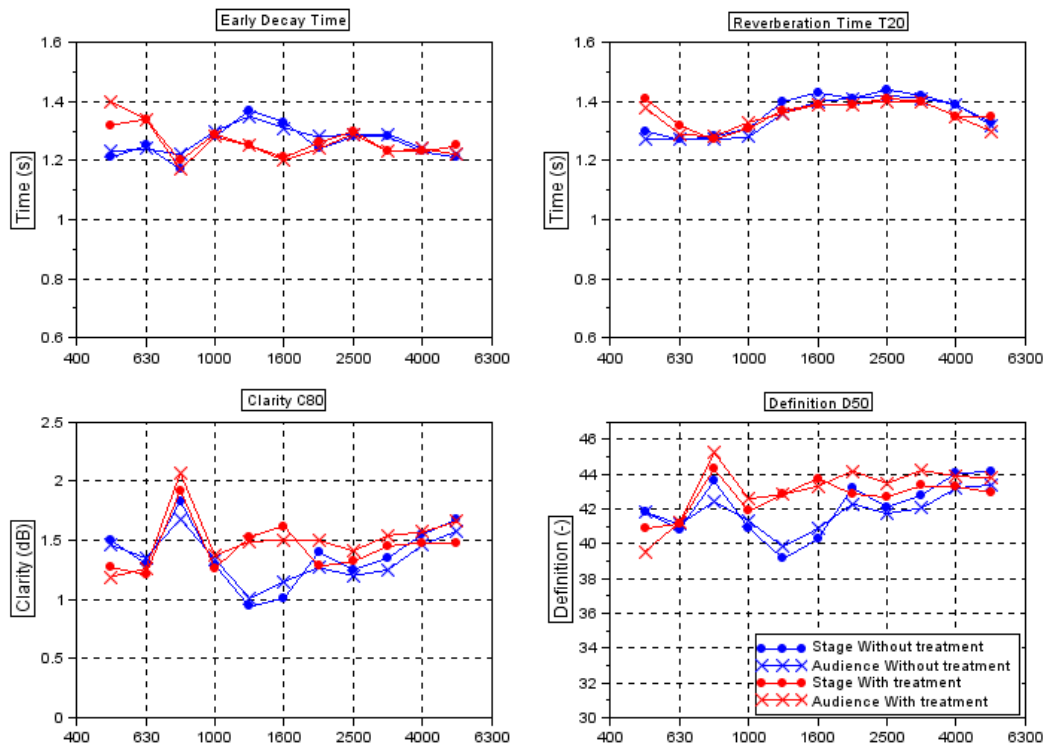 Early Decay Time
1.6
1.4
1.2
1
0.8
0.6
Time (s)
400 630 1000 1600 2500 4000 6300
Reverberation Time T20
1.6
1.4
1.2
1
0.8
0.6
Time (s)
400 630 1000 1600 2500 4000 6300
Clarity C80
2.5
2
1.5
1
0.5
0
Clarity (dB)
400 630 1000 1600 2500 4000 6300
Definition D50
46
44
42
40
38
36
34
32
30
Definition (-)
Stage Without treatment
Audience Without treatment
Stage With treatment
Audience With treatment
400 630 1000 1600 2500 4000 6300